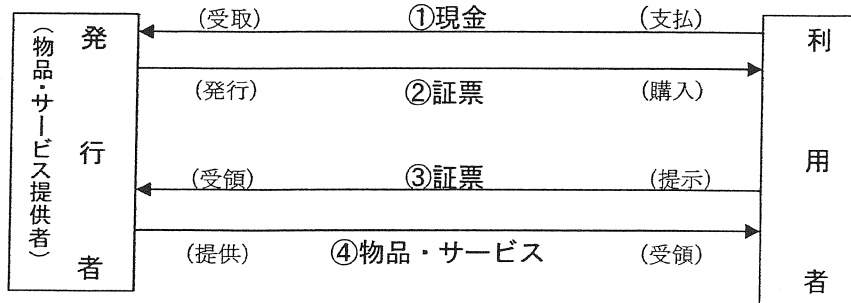 発行者
（物品・サービス提供者）
(受取) ①現金 (支払)
(発行) ②証票 (購入)
(受領) ③証票 (提示)
(提供) ④物品・サービス (受領)
利用者